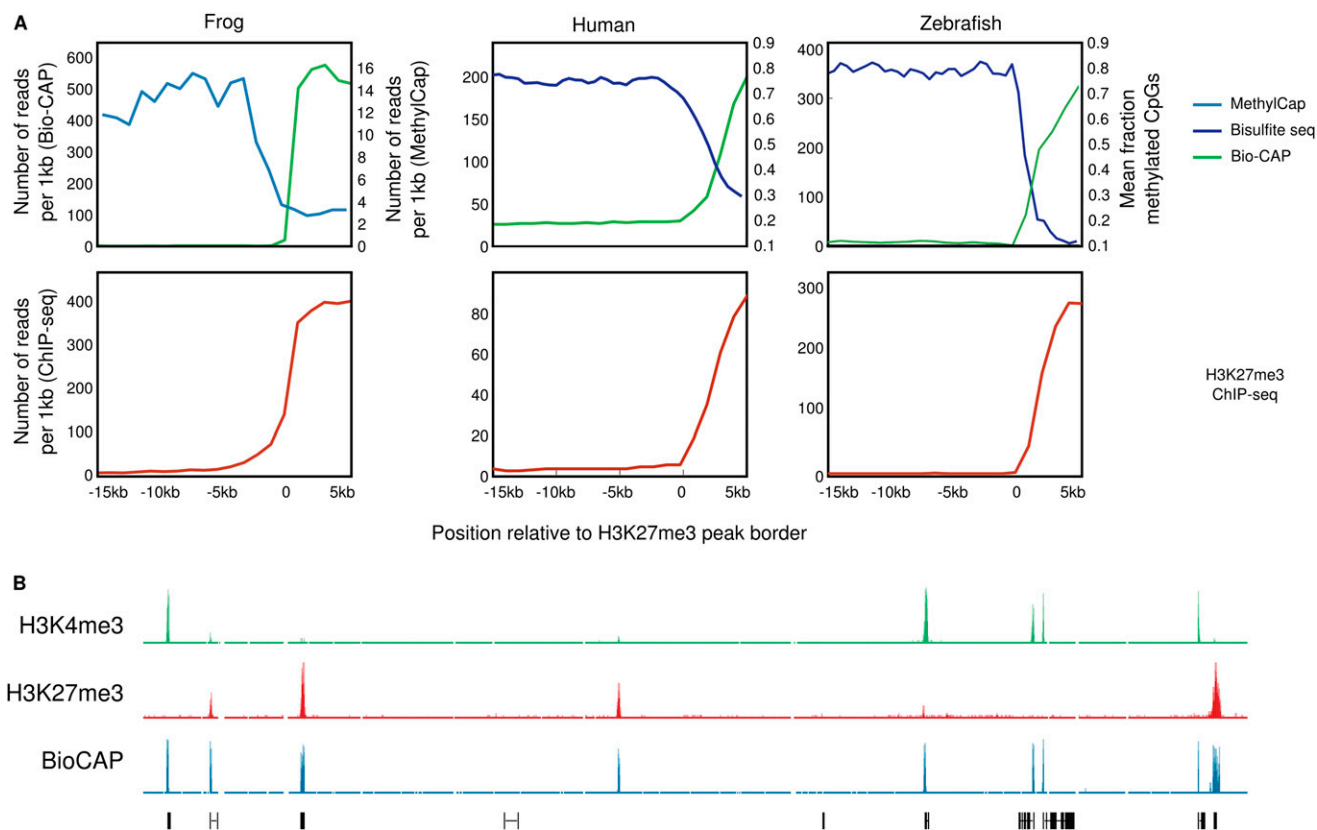 A
Frog
Human
Zebrafish
Number of reads
per 1kb (Bio-CAP)
600
500
400
300
200
100
0
16
14
12
10
8
6
4
2
0
Number of reads
per 1kb (MethylCap)
200
150
100
50
0
0.9
0.8
0.7
0.6
0.5
0.4
0.3
0.2
0.1
400
300
200
100
0
0.9
0.8
0.7
0.6
0.5
0.4
0.3
0.2
0.1
Mean fraction
methylated CpGs
MethylCap
Bisulfite seq
Bio-CAP
Number of reads
per 1kb (ChIP-seq)
400
300
200
100
0
80
60
40
20
0
300
200
100
0
H3K27me3
ChIP-seq
-15kb -10kb -5kb 0 5kb
-15kb -10kb -5kb 0 5kb
-15kb -10kb -5kb 0 5kb
Position relative to H3K27me3 peak border
B
H3K4me3
H3K27me3
BioCAP